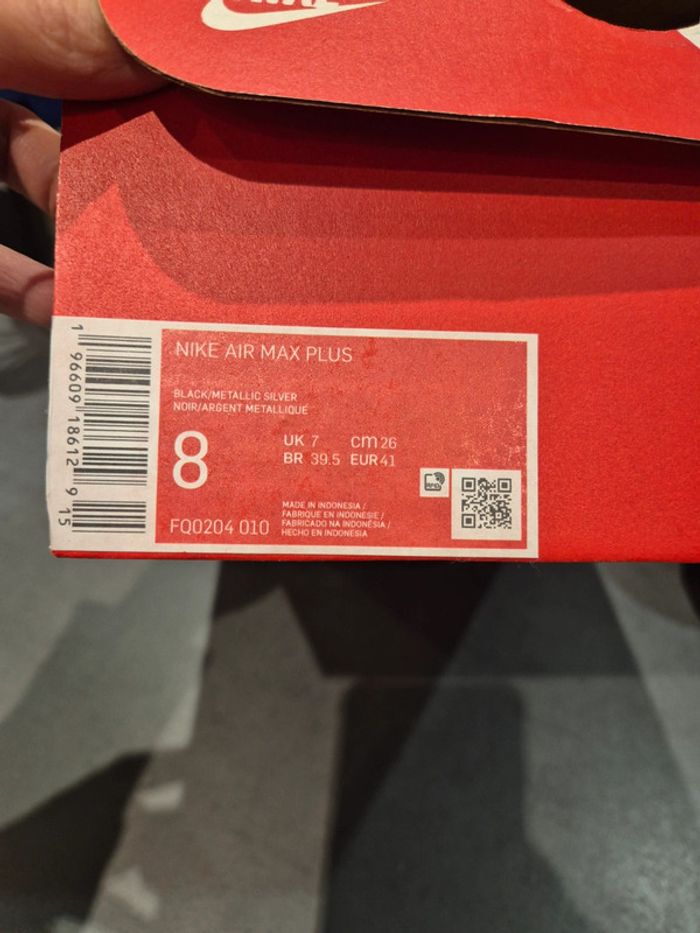 NIKE
NIKE AIR MAX PLUS
BLACK/METALLIC SILVER
NOIR/ARGENT METALLIQUE
8
UK 7 cm 26
BR 39.5 EUR 41
FQ0204 010
MADE IN INDONESIA /
FABRIQUE EN INDONESIE /
FABRICADO NA INDONÉSIA /
HECHO EN INDONESIA
1 96609 18612 9 15